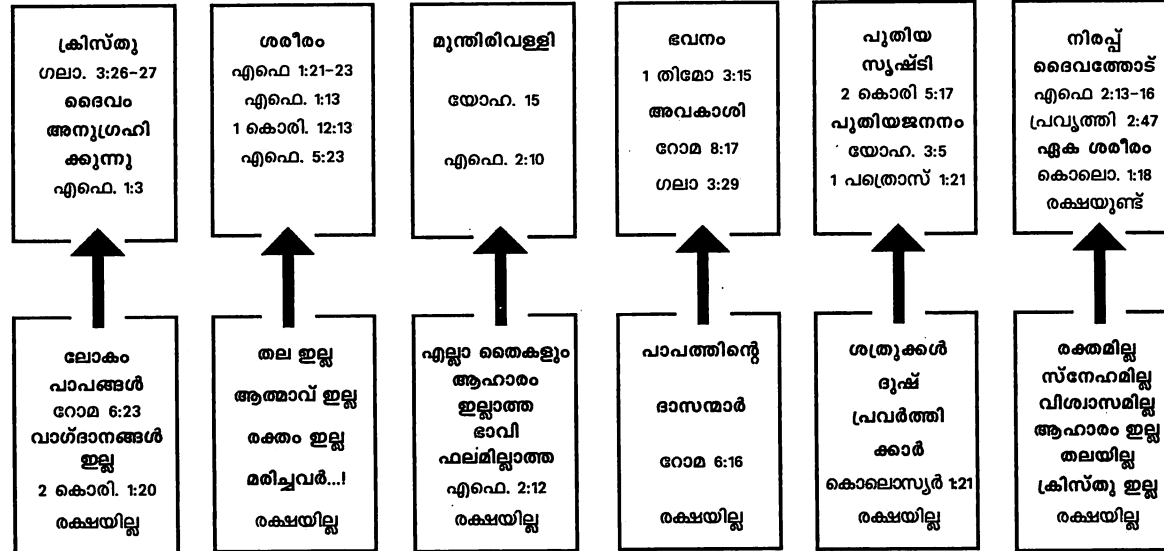 ക്രിസ്തു
ഗലാ. 3:26-27
ദൈവം
അനുഗ്രഹി
ക്കുന്നു
എഫെ. 1:3
ശരീരം
എഫെ 1:21-23
എഫെ. 1:13
1 കൊരി. 12:13
എഫെ. 5:23
മുന്തിരിവള്ളി
യോഹ. 15
എഫെ. 2:10
ഭവനം
1 തിമോ 3:15
അവകാശി
റോമ 8:17
ഗലാ 3:29
പുതിയ
സൃഷ്ടി
2 കൊരി 5:17
പുതിയജനനം
യോഹ. 3:5
1 പത്രൊസ് 1:21
നിരപ്പ്
ദൈവത്തോട്
എഫെ 2:13-16
പ്രവൃത്തി 2:47
ഏക ശരീരം
കൊലൊ. 1:18
രക്ഷയുണ്ട്
ലോകം
പാപങ്ങൾ
റോമ 6:23
വാഗ്ദാനങ്ങൾ
ഇല്ല
2 കൊരി. 1:20
രക്ഷയില്ല
തല ഇല്ല
ആത്മാവ് ഇല്ല
രക്തം ഇല്ല
മരിച്ചവർ...!
രക്ഷയില്ല
എല്ലാ തൈകളും
ആഹാരം
ഇല്ലാത്ത
ഭാവി
ഫലമില്ലാത്ത
എഫെ. 2:12
രക്ഷയില്ല
പാപത്തിന്റെ
ദാസന്മാർ
റോമ 6:16
രക്ഷയില്ല
ശത്രുക്കൾ
ദുഷ്
പ്രവർത്തി
ക്കാർ
കൊലൊസ്യർ 1:21
രക്ഷയില്ല
രക്തമില്ല
സ്നേഹമില്ല
വിശ്വാസമില്ല
ആഹാരം ഇല്ല
തലയില്ല
ക്രിസ്തു ഇല്ല
രക്ഷയില്ല